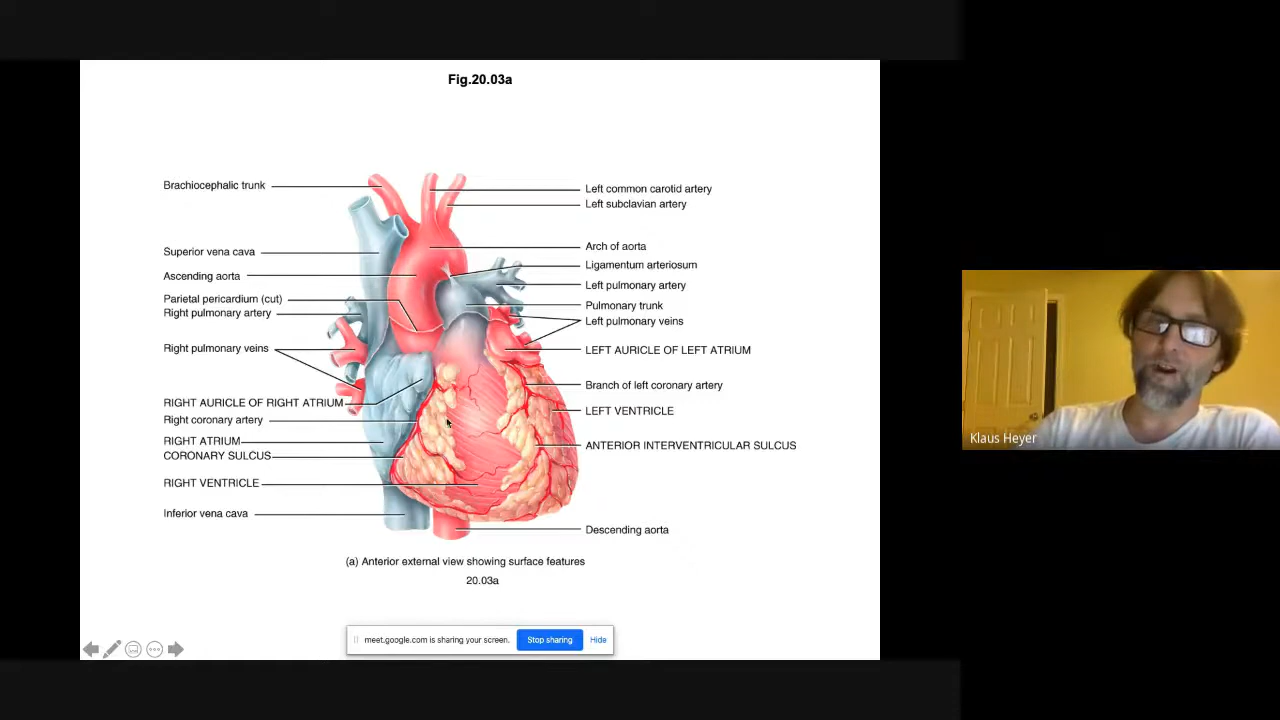 Fig.20.03a
Brachiocephalic trunk
Superior vena cava
Ascending aorta
Parietal pericardium (cut)
Right pulmonary artery
Right pulmonary veins
RIGHT AURICLE OF RIGHT ATRIUM
Right coronary artery
RIGHT ATRIUM
CORONARY SULCUS
RIGHT VENTRICLE
Inferior vena cava
Left common carotid artery
Left subclavian artery
Arch of aorta
Ligamentum arteriosum
Left pulmonary artery
Pulmonary trunk
Left pulmonary veins
LEFT AURICLE OF LEFT ATRIUM
Branch of left coronary artery
LEFT VENTRICLE
ANTERIOR INTERVENTRICULAR SULCUS
Descending aorta
(a) Anterior external view showing surface features
20.03a
meet.google.com is sharing your screen. Stop sharing Hide
Klaus Heyer